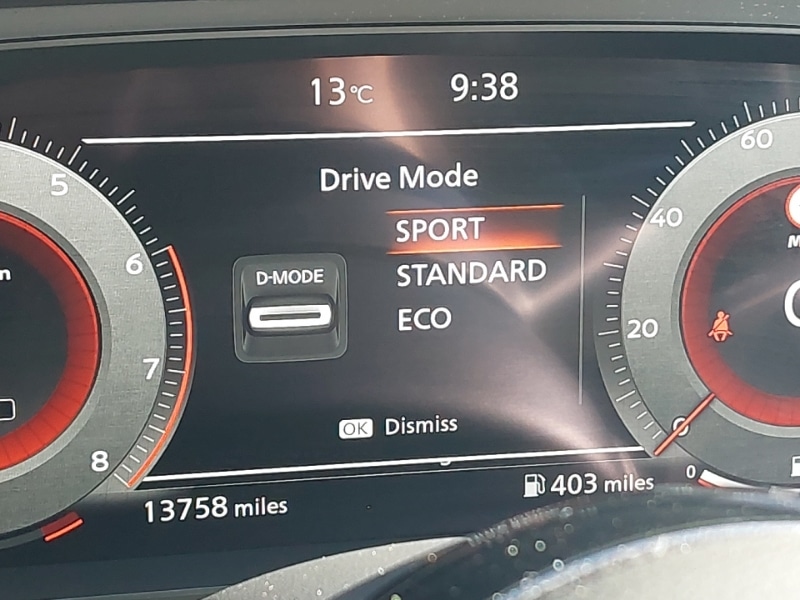 13°C 9:38
Drive Mode
SPORT
D-MODE
STANDARD
ECO
OK Dismiss
13758 miles
403 miles
5
6
7
8
60
40
20
0
0